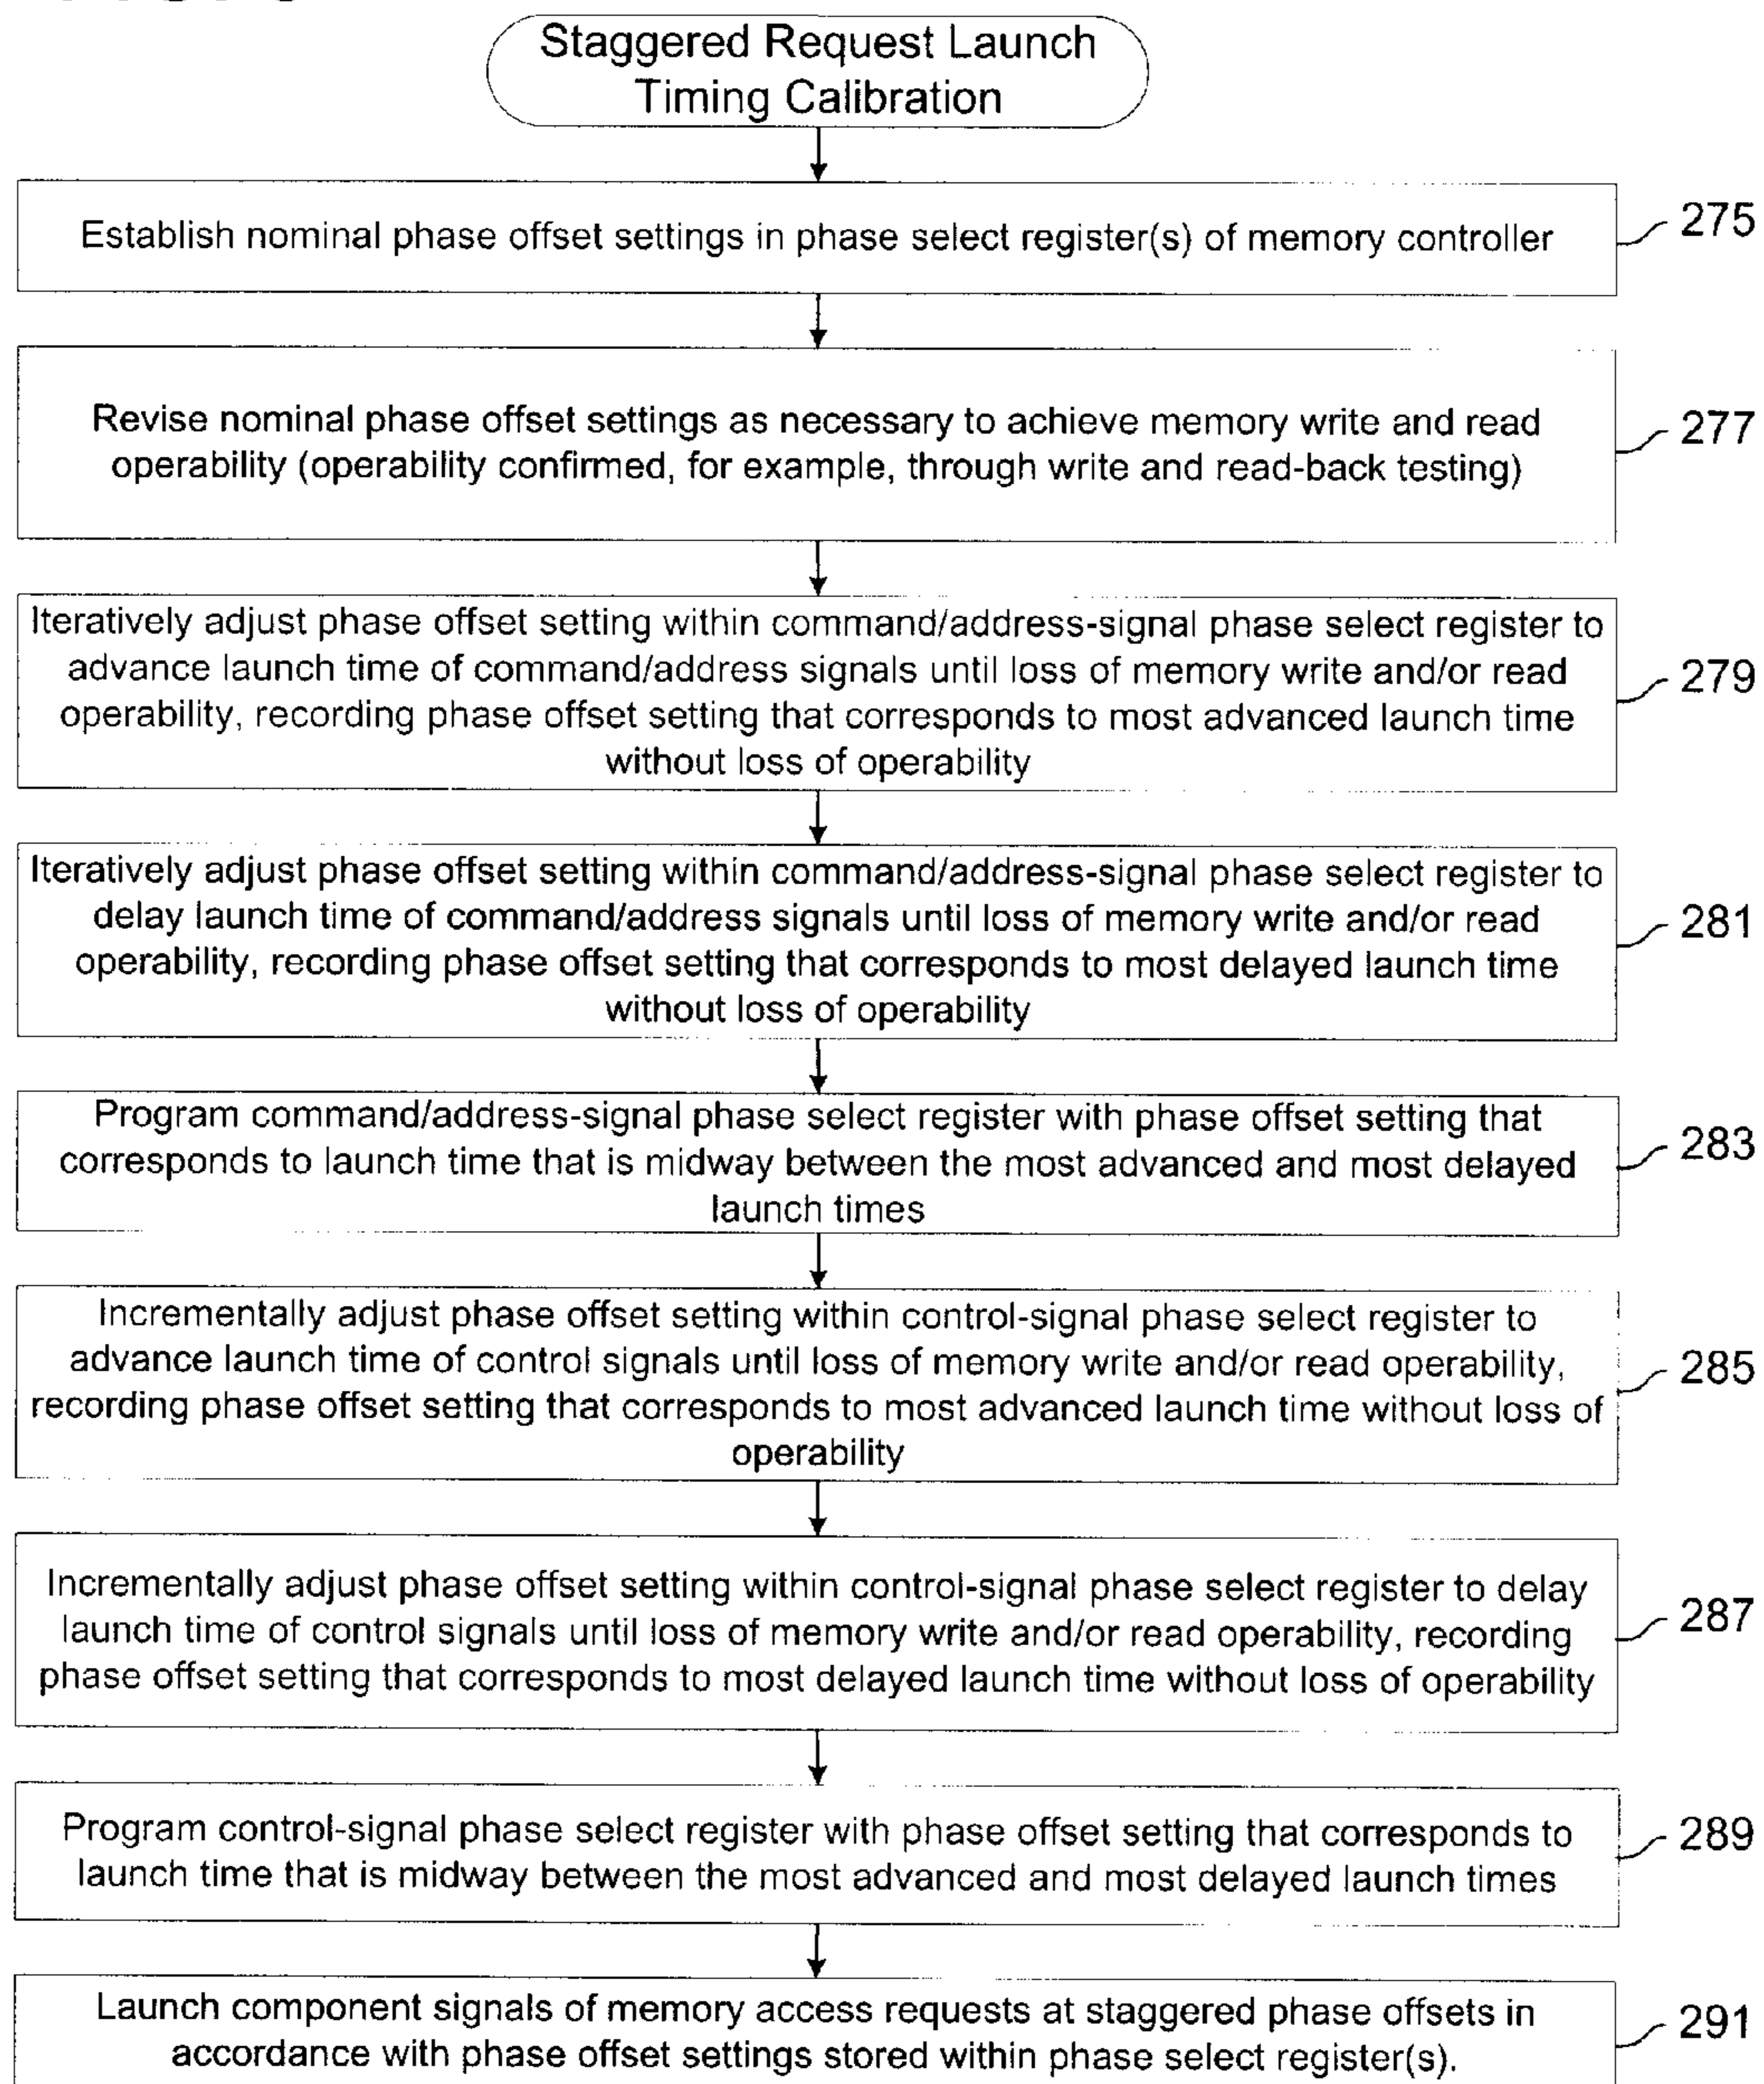 Staggered Request Launch
Timing Calibration
Establish nominal phase offset settings in phase select register(s) of memory controller
275
Revise nominal phase offset settings as necessary to achieve memory write and read
operability (operability confirmed, for example, through write and read-back testing)
277
Iteratively adjust phase offset setting within command/address-signal phase select register to
advance launch time of command/address signals until loss of memory write and/or read
operability, recording phase offset setting that corresponds to most advanced launch time
without loss of operability
279
Iteratively adjust phase offset setting within command/address-signal phase select register to
delay launch time of command/address signals until loss of memory write and/or read
operability, recording phase offset setting that corresponds to most delayed launch time
without loss of operability
281
Program command/address-signal phase select register with phase offset setting that
corresponds to launch time that is midway between the most advanced and most delayed
launch times
283
Incrementally adjust phase offset setting within control-signal phase select register to
advance launch time of control signals until loss of memory write and/or read operability,
recording phase offset setting that corresponds to most advanced launch time without loss of
operability
285
Incrementally adjust phase offset setting within control-signal phase select register to delay
launch time of control signals until loss of memory write and/or read operability, recording
phase offset setting that corresponds to most delayed launch time without loss of operability
287
Program control-signal phase select register with phase offset setting that corresponds to
launch time that is midway between the most advanced and most delayed launch times
289
Launch component signals of memory access requests at staggered phase offsets in
accordance with phase offset settings stored within phase select register(s).
291